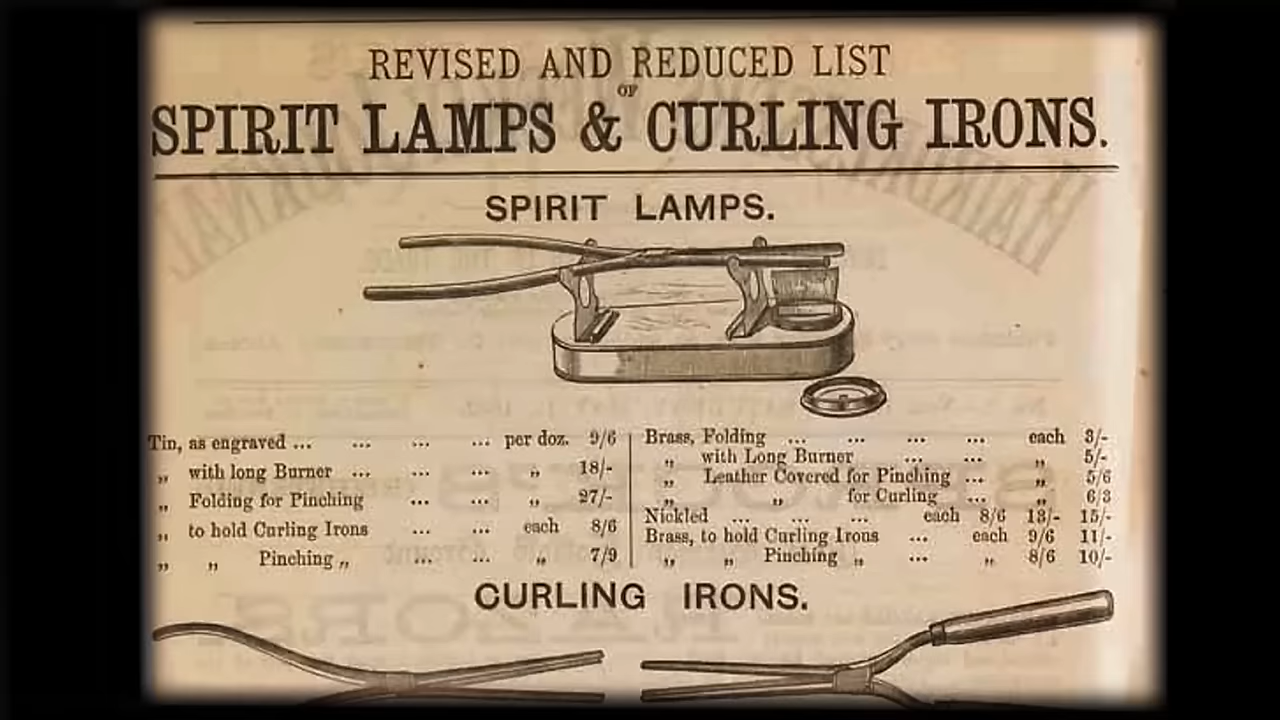 REVISED AND REDUCED LIST
OF
SPIRIT LAMPS & CURLING IRONS.
SPIRIT LAMPS.
Tin, as engraved ... ... ... ... per doz. 9/6
„ with long Burner ... ... ... „ 18/-
„ Folding for Pinching ... ... „ 27/-
„ to hold Curling Irons ... ... each 8/6
„ „ Pinching „ ... ... „ 7/9
Brass, Folding ... ... ... ... each 3/-
„ with Long Burner ... ... „ 5/-
„ Leather Covered for Pinching ... „ 5/6
„ „ for Curling ... „ 6/3
Nickled ... ... ... each 8/6 13/- 15/-
Brass, to hold Curling Irons ... each 9/6 11/-
„ „ Pinching „ ... „ 8/6 10/-
CURLING IRONS.